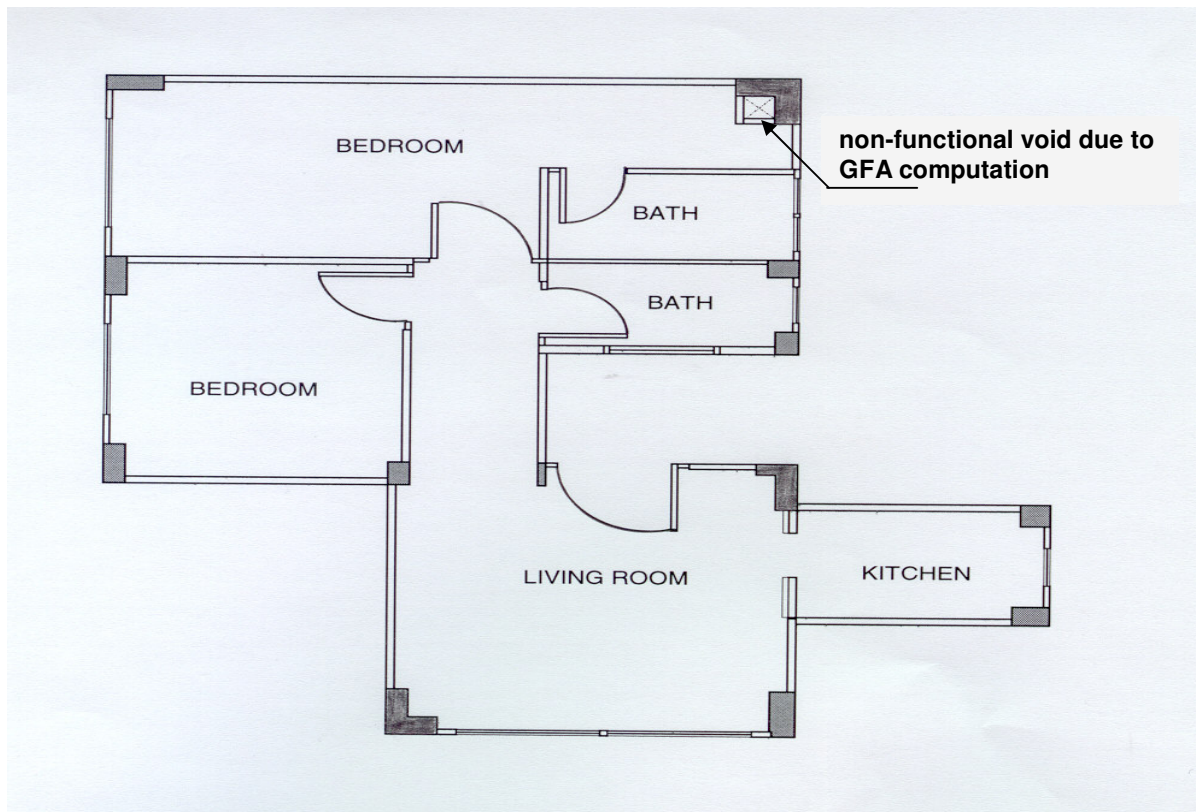 BEDROOM
non-functional void due to
GFA computation
BATH
BATH
BEDROOM
LIVING ROOM
KITCHEN